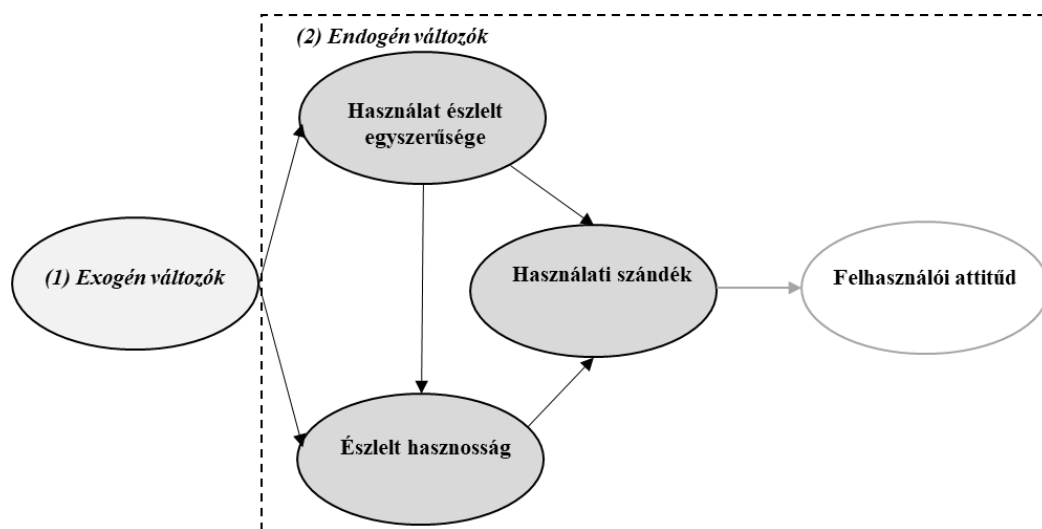 (2) Endogén változók
Használat észlelt
egyszerűsége
(1) Exogén változók
Használati szándék
Felhasználói attitűd
Észlelt hasznosság